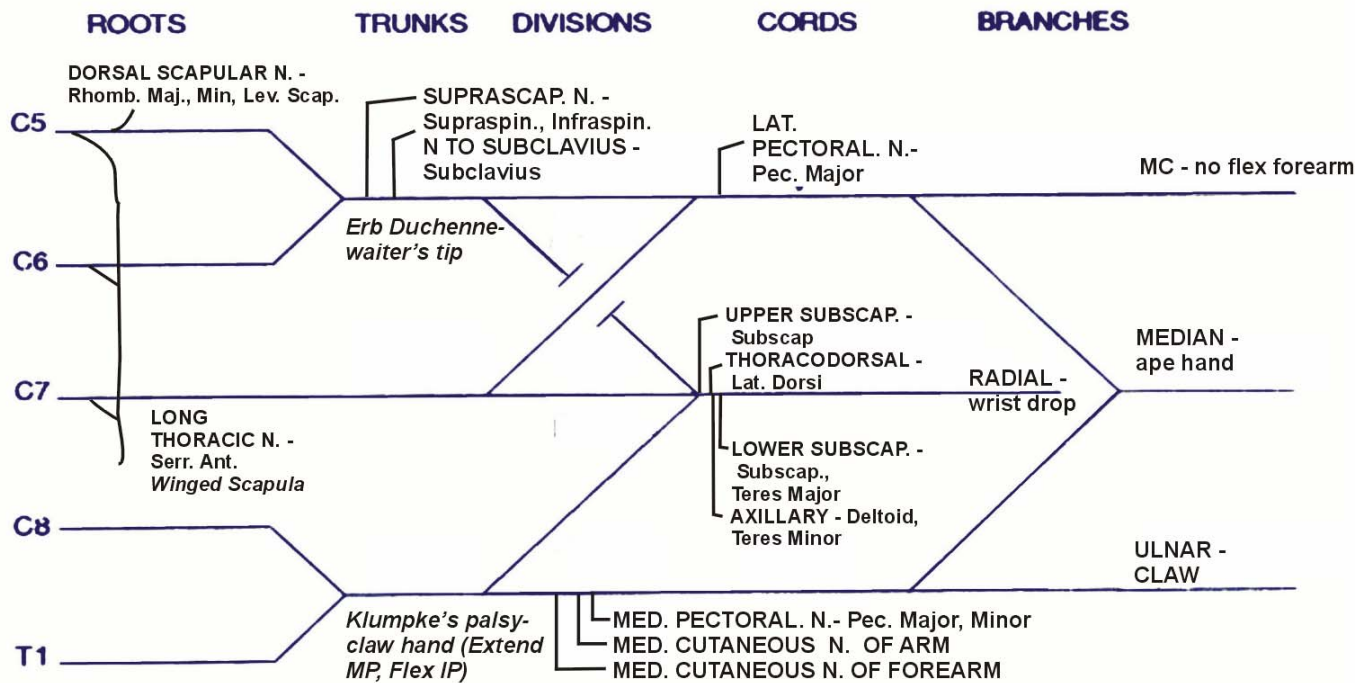 ROOTS TRUNKS DIVISIONS CORDS BRANCHES
DORSAL SCAPULAR N. -
Rhomb. Maj., Min, Lev. Scap.
C5
SUPRASCAP. N. -
Supraspin., Infraspin.
N TO SUBCLAVIUS -
Subclavius
LAT.
PECTORAL. N.-
Pec. Major
MC - no flex forearm
Erb Duchenne-
waiter's tip
C6
UPPER SUBSCAP. -
Subscap
THORACODORSAL -
Lat. Dorsi
RADIAL -
wrist drop
MEDIAN -
ape hand
C7
LONG
THORACIC N. -
Serr. Ant.
Winged Scapula
LOWER SUBSCAP. -
Subscap.,
Teres Major
AXILLARY - Deltoid,
Teres Minor
C8
ULNAR -
CLAW
Klumpke's palsy-
claw hand (Extend
MP, Flex IP)
MED. PECTORAL. N.- Pec. Major, Minor
MED. CUTANEOUS N. OF ARM
MED. CUTANEOUS N. OF FOREARM
T1